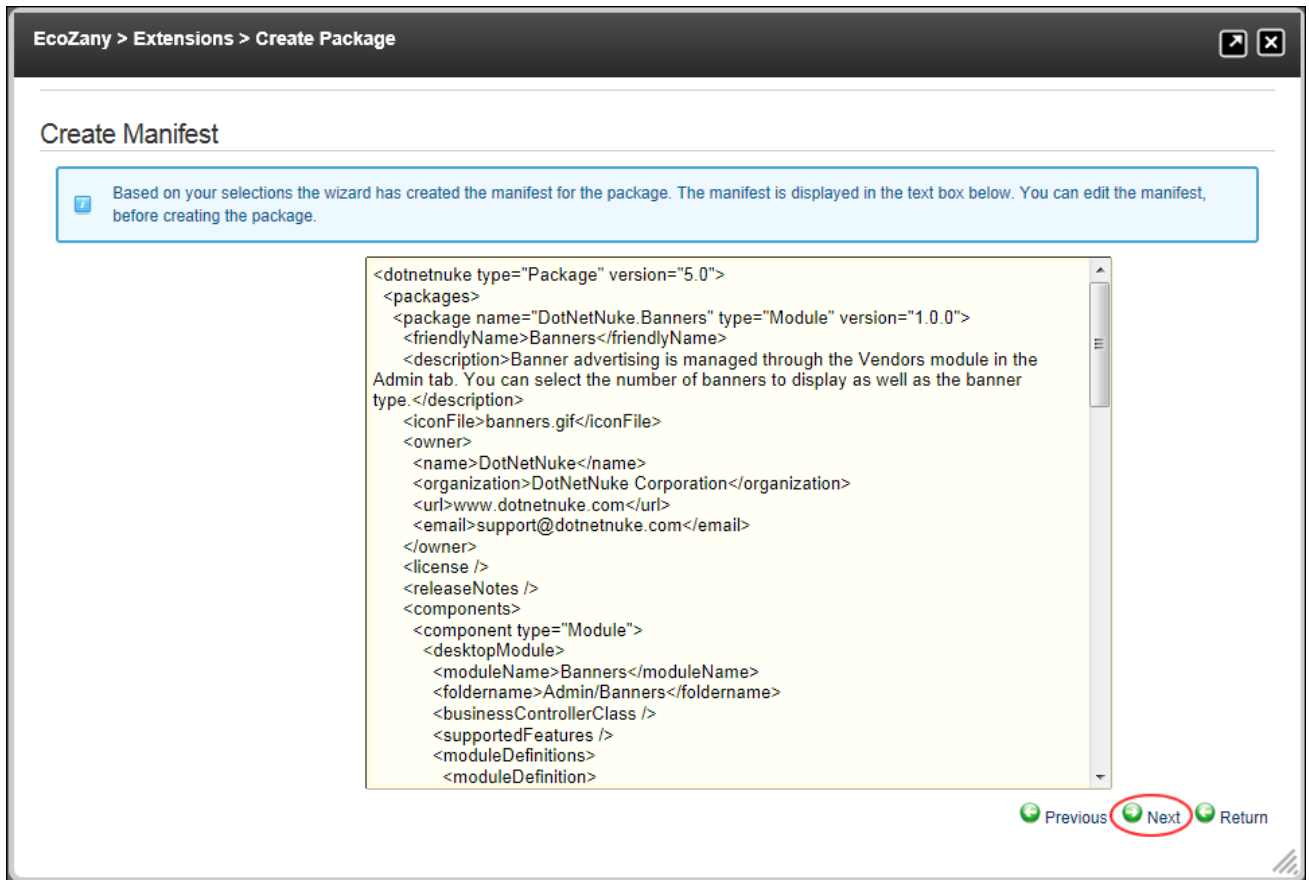 EcoZany > Extensions > Create Package
Create Manifest
Based on your selections the wizard has created the manifest for the package. The manifest is displayed in the text box below. You can edit the manifest,
before creating the package.
<dotnetnuke type="Package" version="5.0">
<packages>
<package name="DotNetNuke.Banners" type="Module" version="1.0.0">
<friendlyName>Banners</friendlyName>
<description>Banner advertising is managed through the Vendors module in the
Admin tab. You can select the number of banners to display as well as the banner
type.</description>
<iconFile>banners.gif</iconFile>
<owner>
<name>DotNetNuke</name>
<organization>DotNetNuke Corporation</organization>
<url>www.dotnetnuke.com</url>
<email>support@dotnetnuke.com</email>
</owner>
<license />
<releaseNotes />
<components>
<component type="Module">
<desktopModule>
<moduleName>Banners</moduleName>
<foldername>Admin/Banners</foldername>
<businessControllerClass />
<supportedFeatures />
<moduleDefinitions>
<moduleDefinition>
Previous Next Return